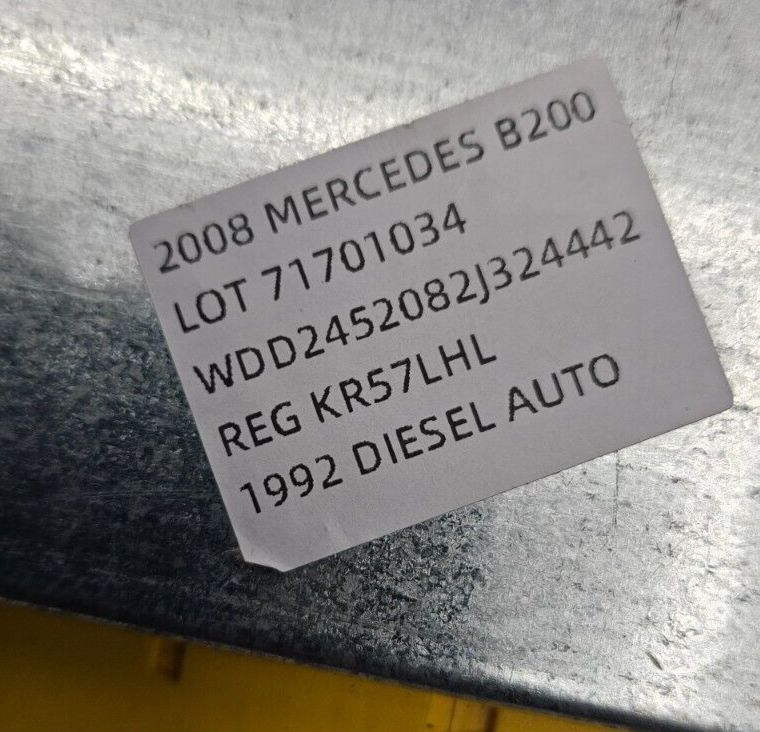 2008 MERCEDES B200
LOT 71701034
WDD2452082J324442
REG KR57LHL
1992 DIESEL AUTO